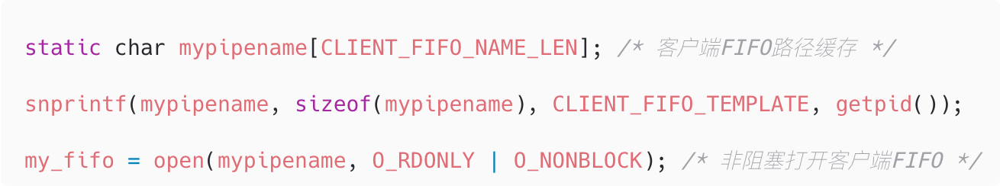 static char mypipename[CLIENT_FIFO_NAME_LEN]; /* 客户端FIFO路径缓存 */
snprintf(mypipename, sizeof(mypipename), CLIENT_FIFO_TEMPLATE, getpid());
my_fifo = open(mypipename, O_RDONLY | O_NONBLOCK); /* 非阻塞打开客户端FIFO */